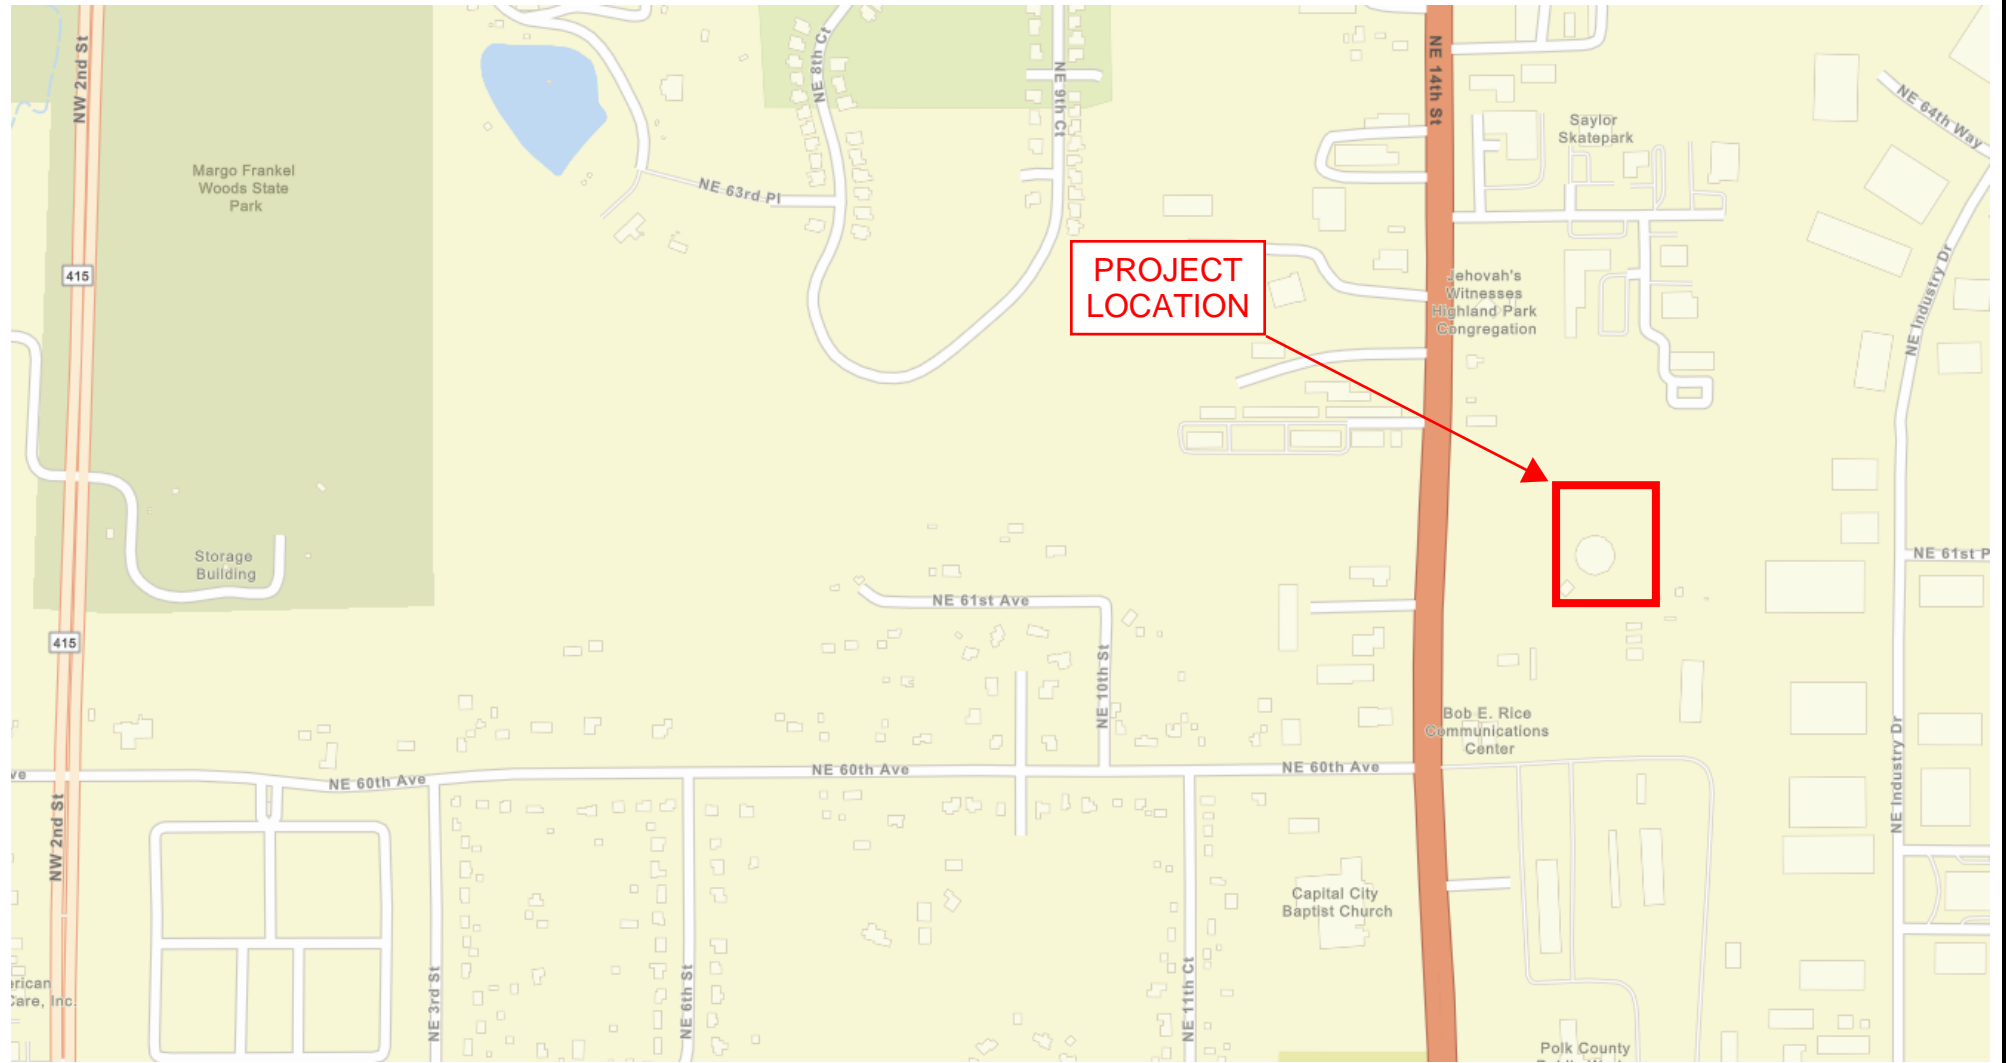 NW 2nd St
NE 8th Ct
NE 9th Ct
NE 14th St
NE 64th Way
Saylor
Skatepark
Margo Frankel
Woods State
Park
NE 63rd Pl
415
PROJECT
LOCATION
Jehovah's
Witnesses
Highland Park
Congregation
NE Industry Dr
Storage
Building
NE 61st P
NE 61st Ave
415
NE 10th St
Bob E. Rice
Communications
Center
NE 60th Ave
NE 60th Ave
NE 60th Ave
ve
NW 2nd St
NE Industry Dr
Capital City
Baptist Church
erican
Care, Inc.
NE 3rd St
NE 6th St
NE 11th Ct
Polk County